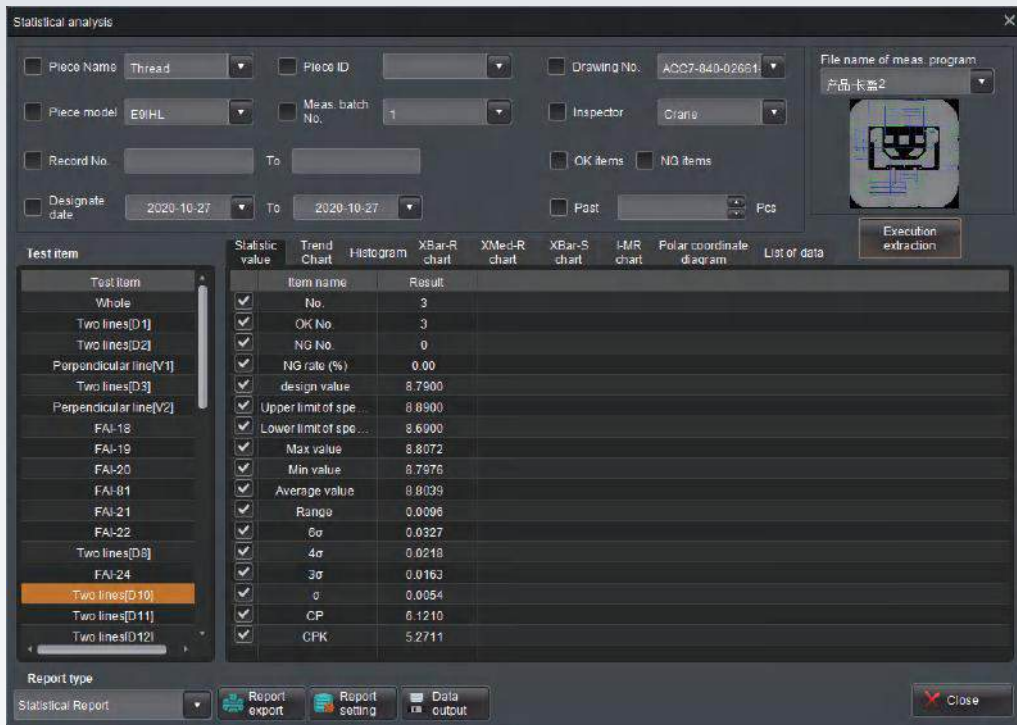 Statistical analysis
Piece Name Thread Piece ID Drawing No. File name of meas. program
产品-卡盖2
Piece model E9IHL Meas. batch No. 1 Inspector Crane
Record No. To OK items NG items
Designate date 2020-10-27 To 2020-10-27 Past Pcs
Execution extraction
Test item
Statistic value Trend Chart Histogram XBar-R chart XMed-R chart XBar-S chart I-MR chart Polar coordinate diagram List of data
Test item
Whole
Two lines[D1]
Two lines[D2]
Perpendicular line[V1]
Two lines[D3]
Perpendicular line[V2]
FAI-18
FAI-19
FAI-20
FAI-81
FAI-21
FAI-22
Two lines[D8]
FAI-24
Two lines[D10]
Two lines[D11]
Two lines[D12]
Item name Result
No. 3
OK No. 3
NG No. 0
NG rate (%) 0.00
design value 8.7900
Upper limit of spe... 8.8900
Lower limit of spe... 8.6900
Max value 8.8072
Min value 8.7976
Average value 8.8039
Range 0.0096
6σ 0.0327
4σ 0.0218
3σ 0.0163
σ 0.0054
CP 6.1210
CPK 5.2711
Report type
Statistical Report
Report export
Report setting
Data output
Close